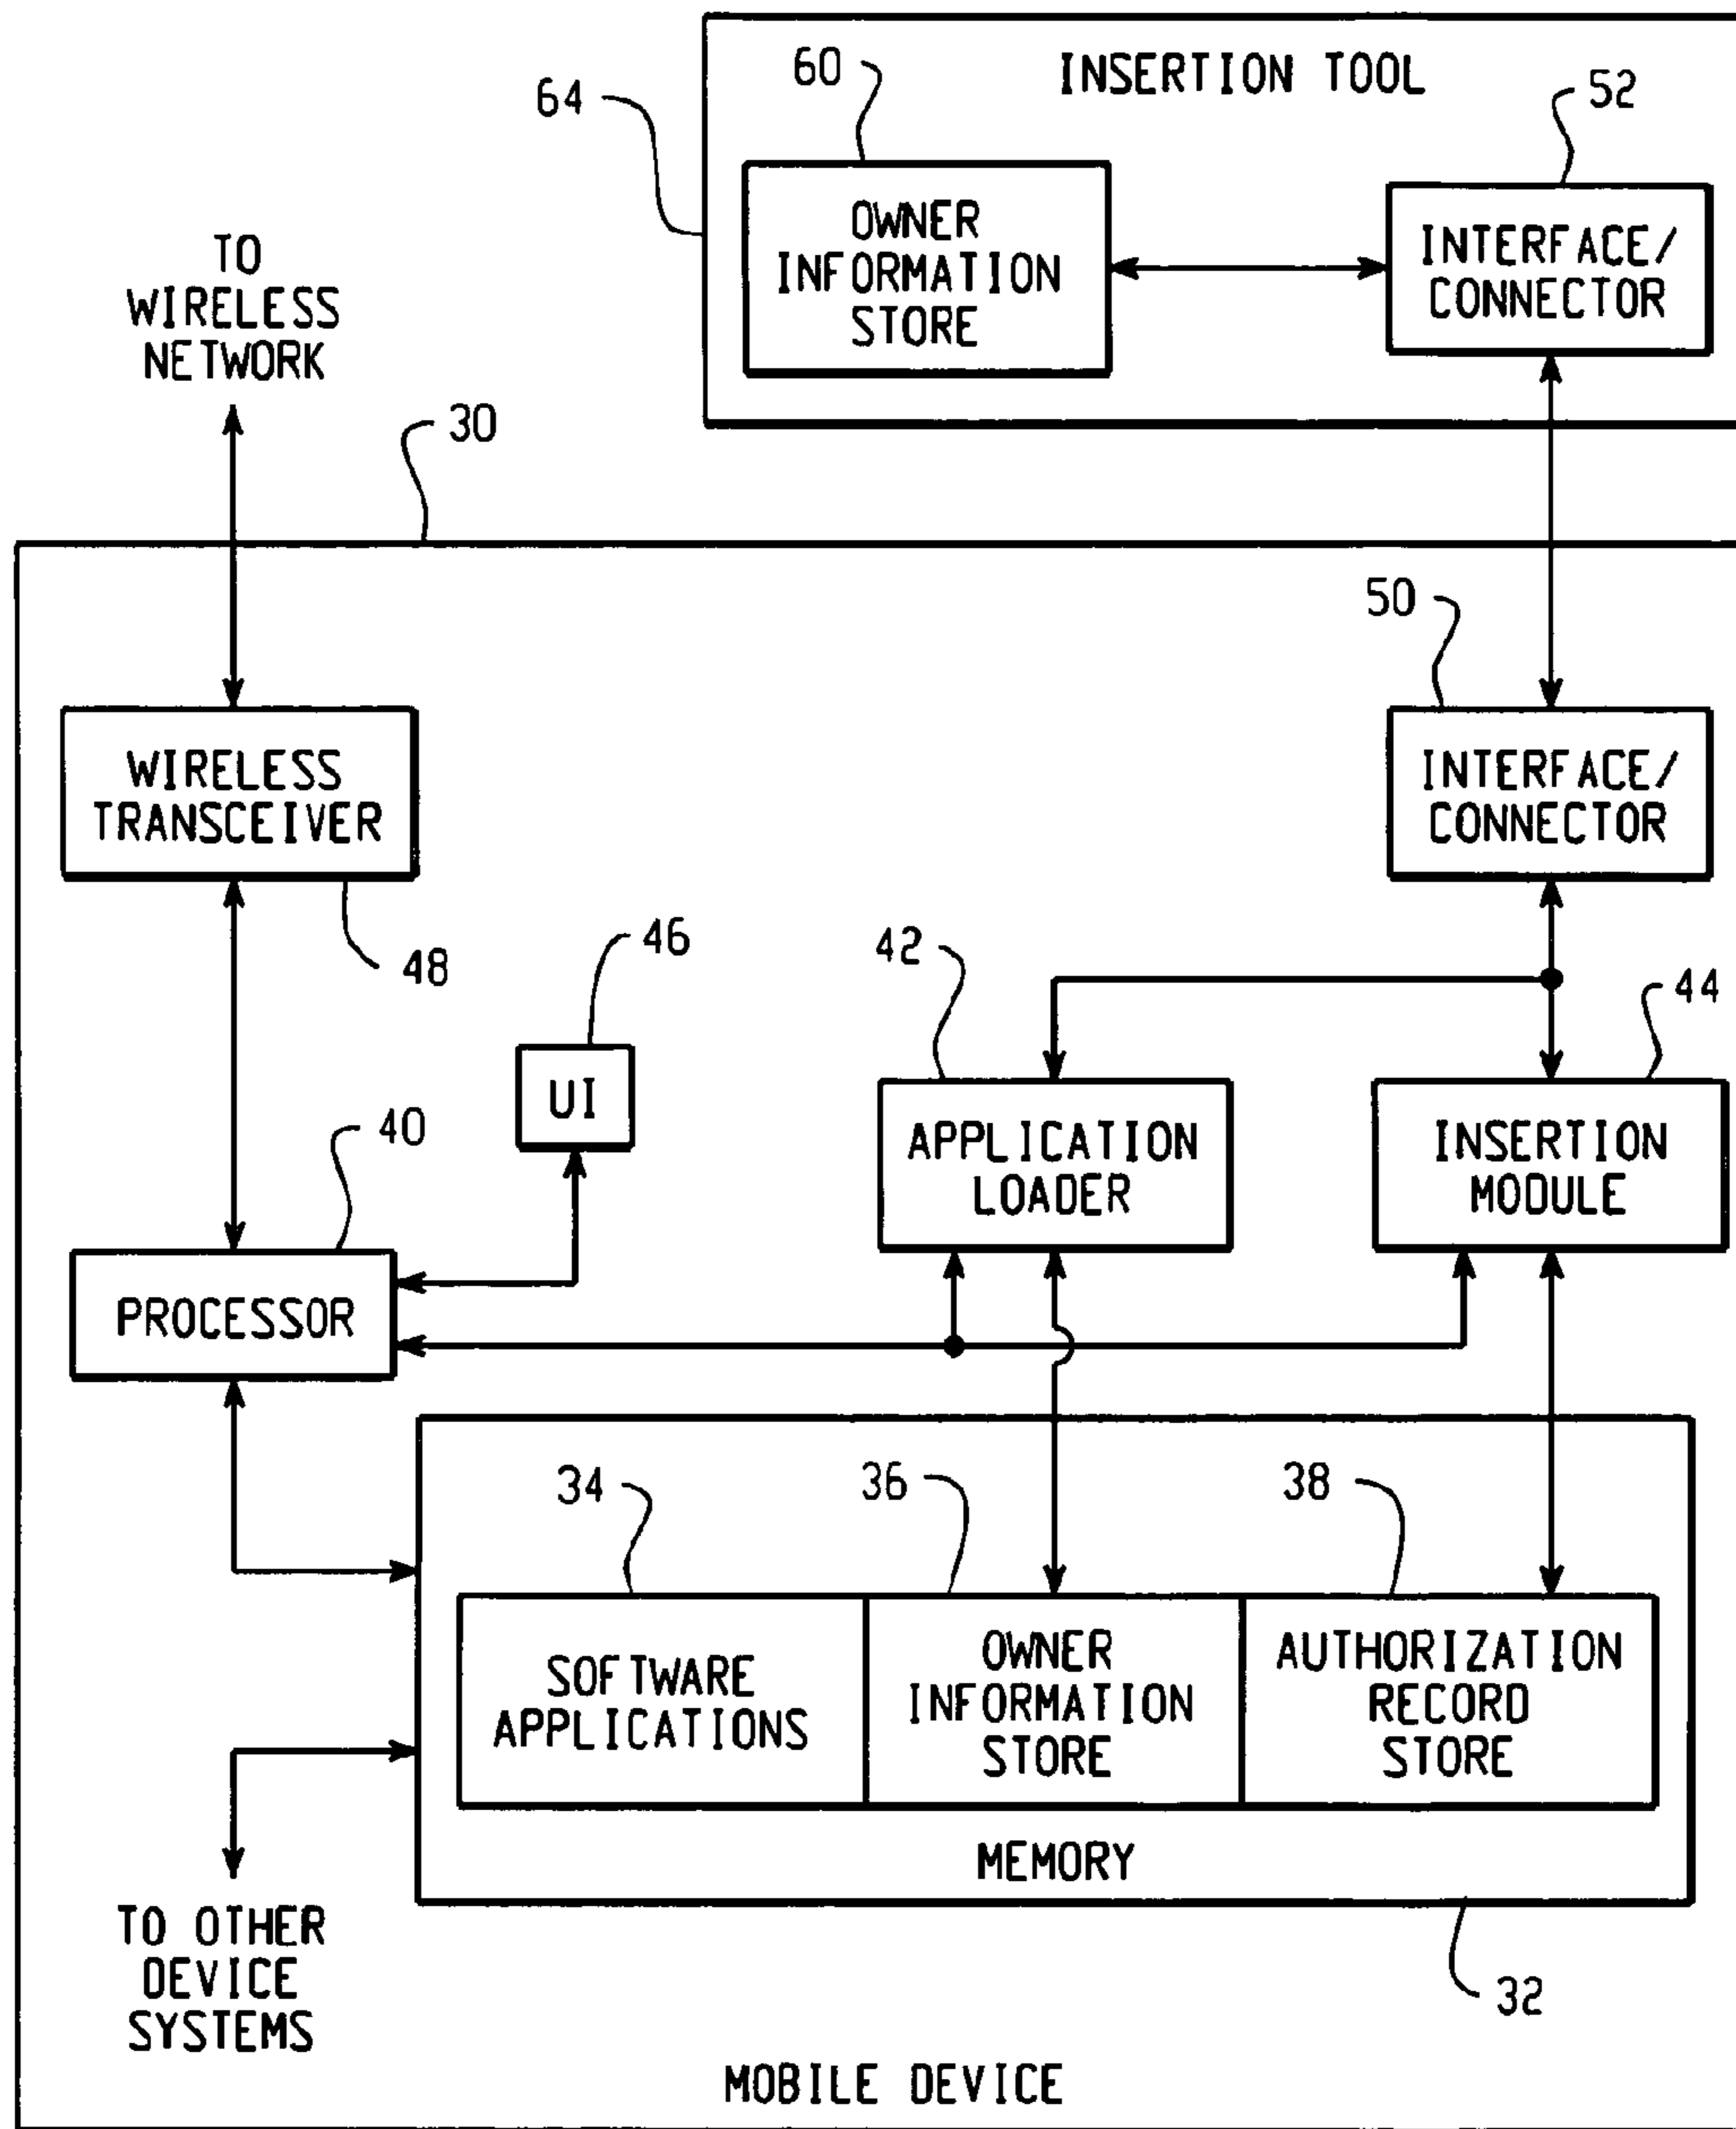 INSERTION TOOL
60
52
64
OWNER
INFORMATION
STORE
INTERFACE/
CONNECTOR
TO
WIRELESS
NETWORK
30
50
WIRELESS
TRANSCEIVER
INTERFACE/
CONNECTOR
48
46
42
44
UI
APPLICATION
LOADER
INSERTION
MODULE
40
PROCESSOR
34
36
38
SOFTWARE
APPLICATIONS
OWNER
INFORMATION
STORE
AUTHORIZATION
RECORD
STORE
MEMORY
TO OTHER
DEVICE
SYSTEMS
32
MOBILE DEVICE